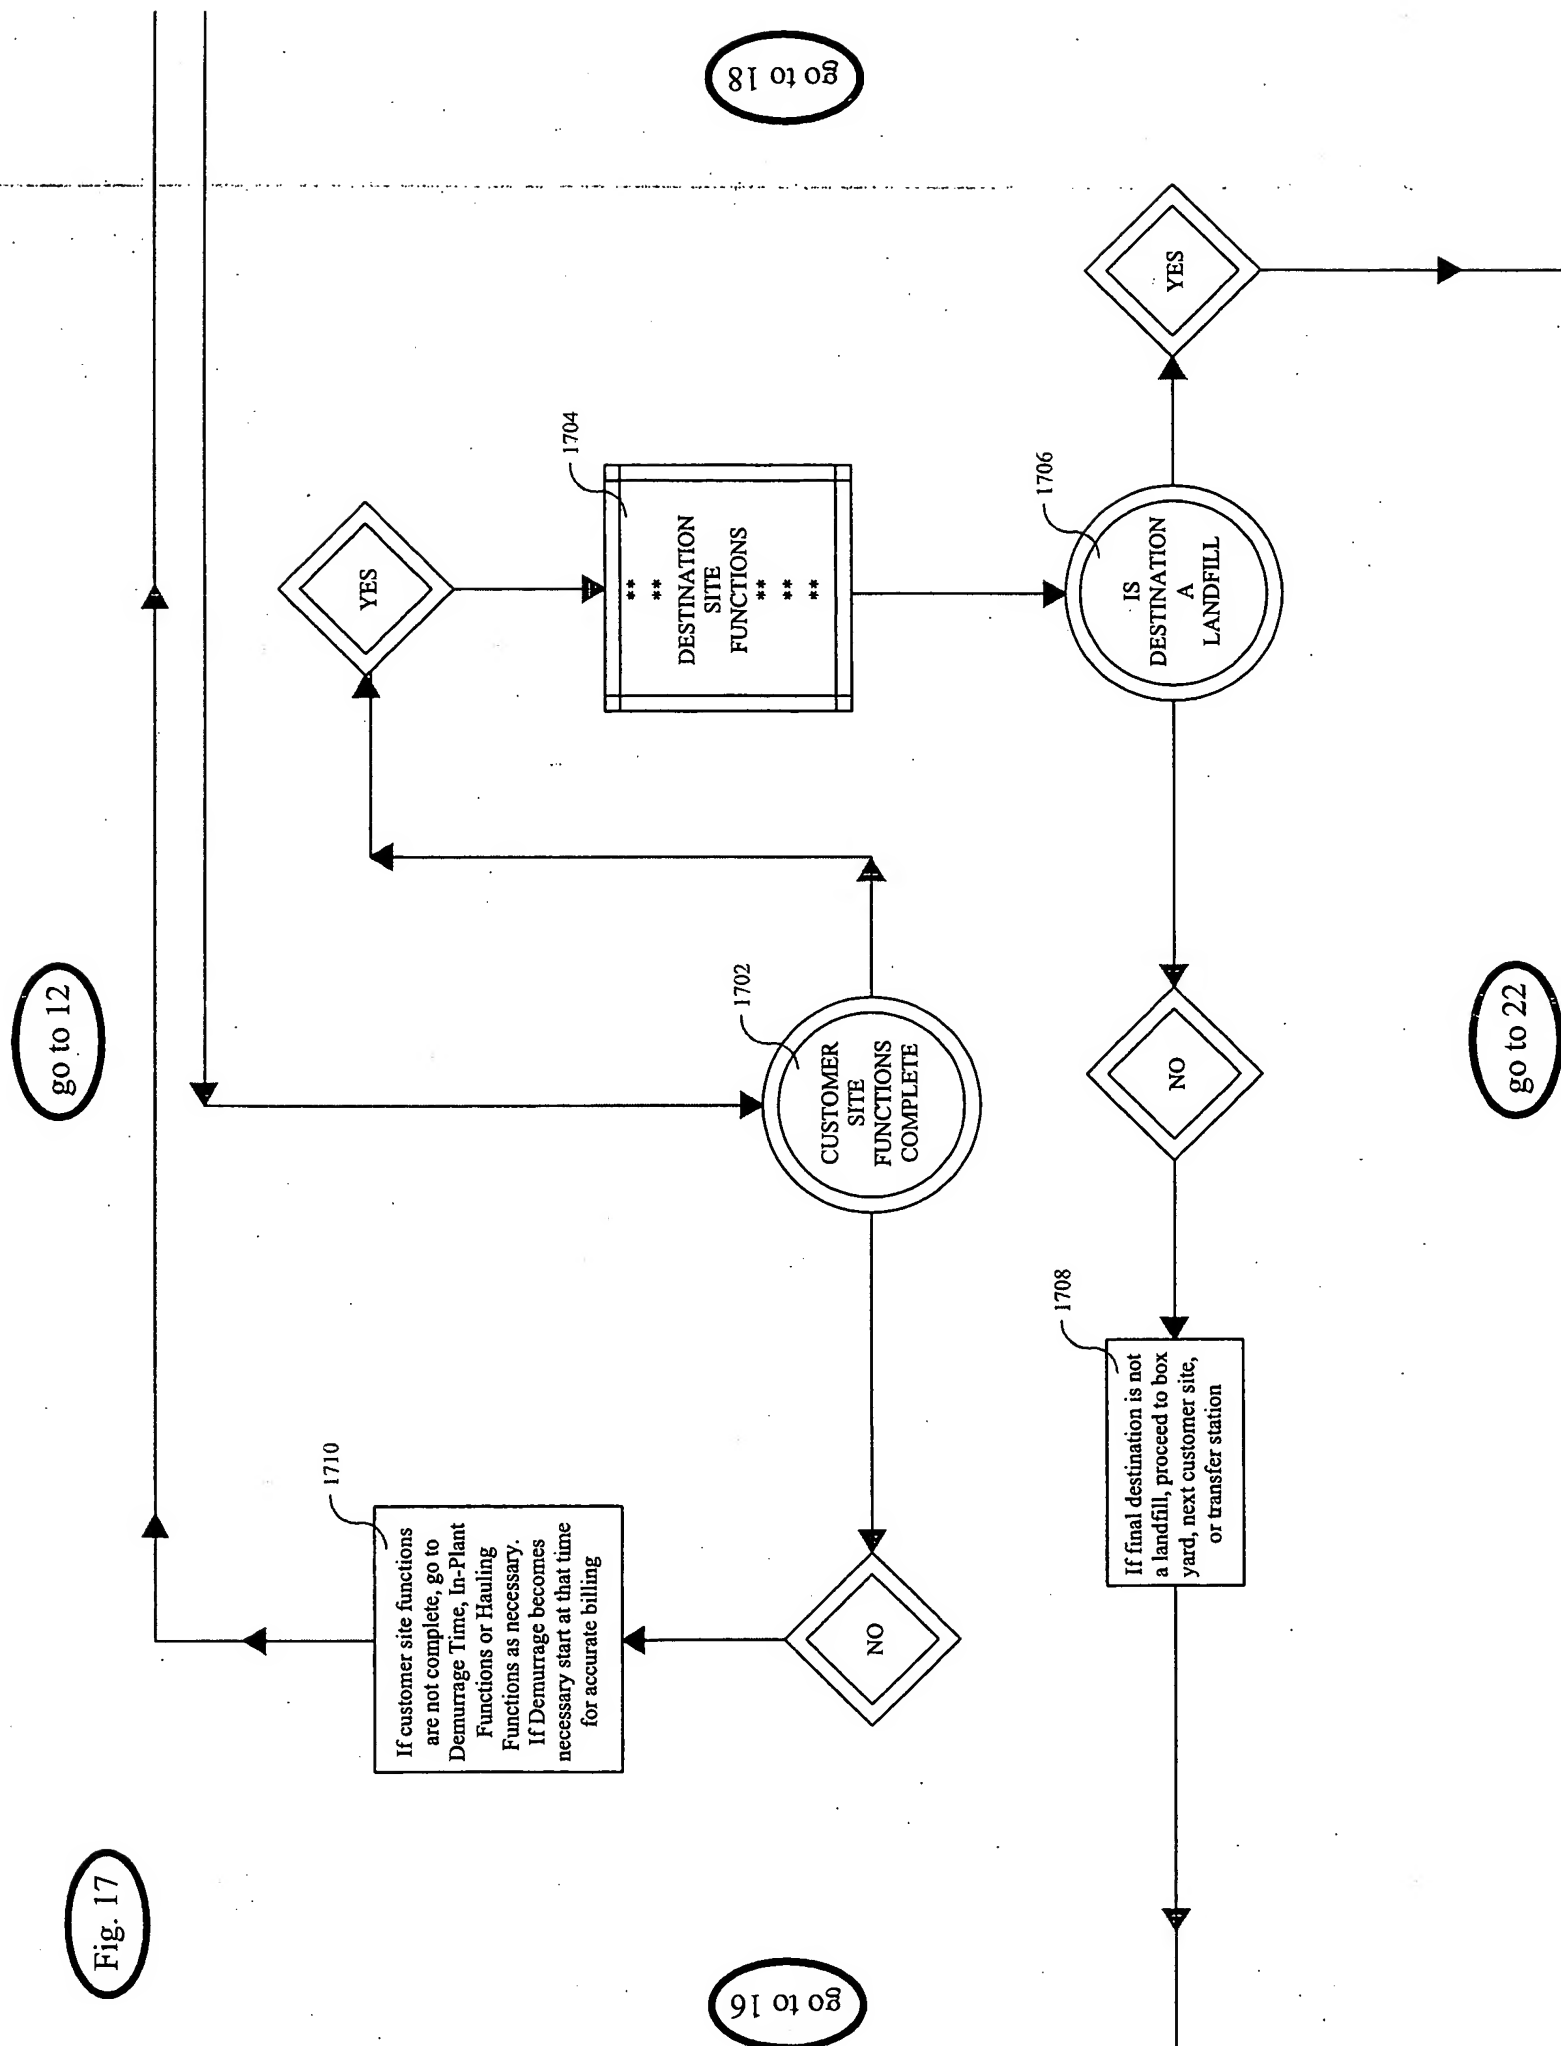 Fig. 17
go to 12
go to 16
go to 18
1710
If customer site functions
are not complete, go to
Demurrage Time, In-Plant
Functions or Hauling
Functions as necessary.
If Demurrage becomes
necessary start at that time
for accurate billing
NO
1702
CUSTOMER
SITE
FUNCTIONS
COMPLETE
YES
1704
**
**
DESTINATION
SITE
FUNCTIONS
**
**
**
1706
IS
DESTINATION
A
LANDFILL
YES
NO
1708
If final destination is not
a landfill, proceed to box
yard, next customer site,
or transfer station
go to 22